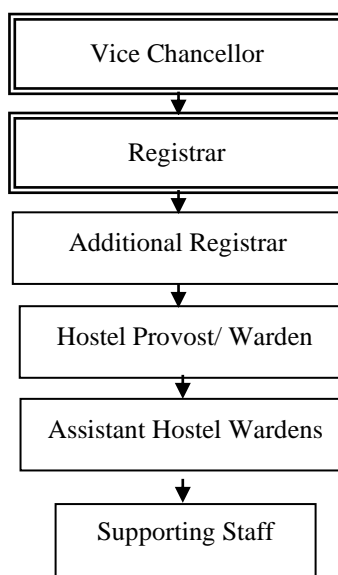 Vice Chancellor
Registrar
Additional Registrar
Hostel Provost/ Warden
Assistant Hostel Wardens
Supporting Staff